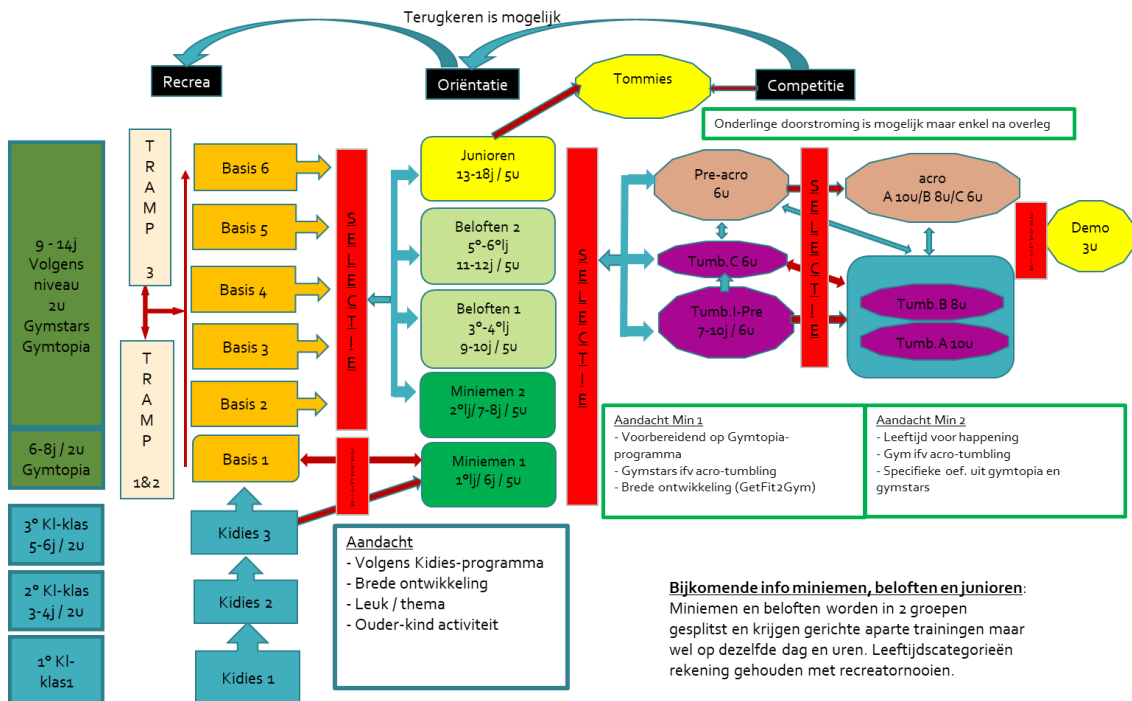 Terugkeren is mogelijk
Recrea
Oriëntatie
Tommies
Competitie
Onderlinge doorstroming is mogelijk maar enkel na overleg
9 - 14j
Volgens
niveau
2u
Gymstars
Gymtopia
6-8j / 2u
Gymtopia
3° Kl-klas
5-6j / 2u
2° Kl-klas
3-4j / 2u
1° Kl-
klas1
T
R
A
M
P
3
T
R
A
M
P
1&2
Basis 6
Basis 5
Basis 4
Basis 3
Basis 2
Basis 1
Kidies 3
Kidies 2
Kidies 1
S
E
L
E
C
T
I
E
Junioren
13-18j / 5u
Beloften 2
5°-6°lj
11-12j / 5u
Beloften 1
3°-4°lj
9-10j / 5u
Miniemen 2
2°lj/ 7-8j / 5u
Miniemen 1
1°lj/ 6j / 5u
S
E
L
E
C
T
I
E
Pre-acro
6u
Tumb.C 6u
Tumb.I-Pre
7-10j / 6u
S
E
L
E
C
T
I
E
acro
A 10u/B 8u/C 6u
Tumb.B 8u
Tumb.A 10u
Demo
3u
Aandacht
- Volgens Kidies-programma
- Brede ontwikkeling
- Leuk / thema
- Ouder-kind activiteit
Aandacht Min 1
- Voorbereidend op Gymtopia-
programma
- Gymstars ifv acro-tumbling
- Brede ontwikkeling (GetFit2Gym)
Aandacht Min 2
- Leeftijd voor happening
- Gym ifv acro-tumbling
- Specifieke oef. uit gymtopia en
gymstars
Bijkomende info miniemen, beloften en junioren:
Miniemen en beloften worden in 2 groepen
gesplitst en krijgen gerichte aparte trainingen maar
wel op dezelfde dag en uren. Leeftijdscategorieën
rekening gehouden met recreatornooien.